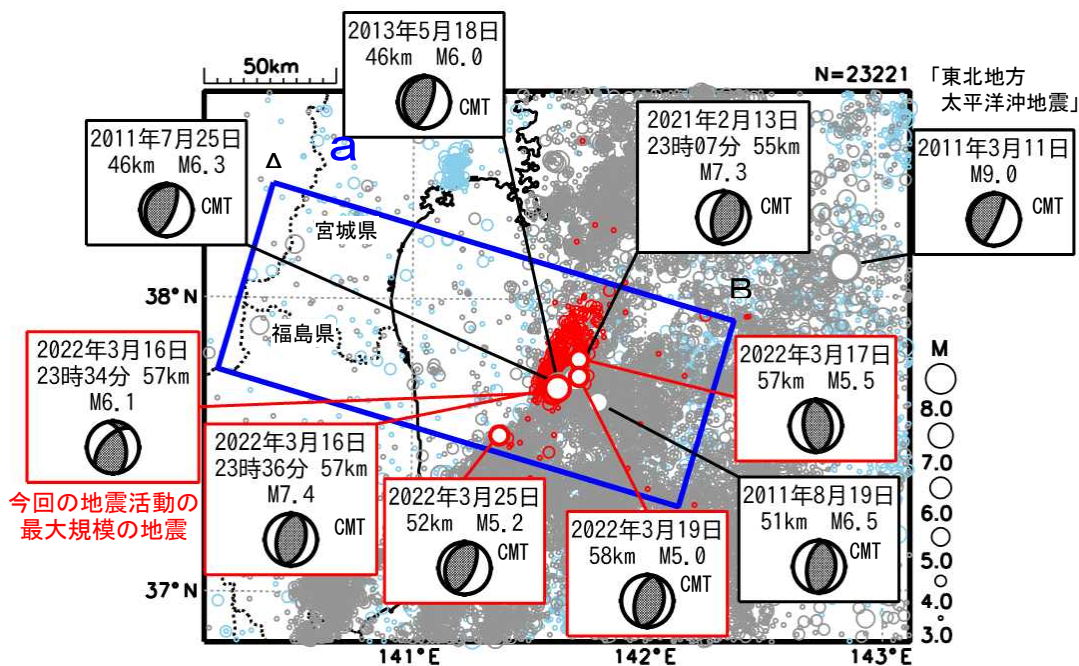 50km
N=23221
「東北地方
太平洋沖地震」
2013年5月18日
46km M6.0
CMT
2011年7月25日
46km M6.3
CMT
2021年2月13日
23時07分 55km
M7.3
CMT
2011年3月11日
M9.0
CMT
a
A
B
宮城県
福島県
38°N
37°N
141°E
142°E
143°E
2022年3月16日
23時34分 57km
M6.1
今回の地震活動の
最大規模の地震
2022年3月16日
23時36分 57km
M7.4
CMT
2022年3月25日
52km M5.2
CMT
2022年3月19日
58km M5.0
CMT
2022年3月17日
57km M5.5
2011年8月19日
51km M6.5
CMT
M
8.0
7.0
6.0
5.0
4.0
3.0